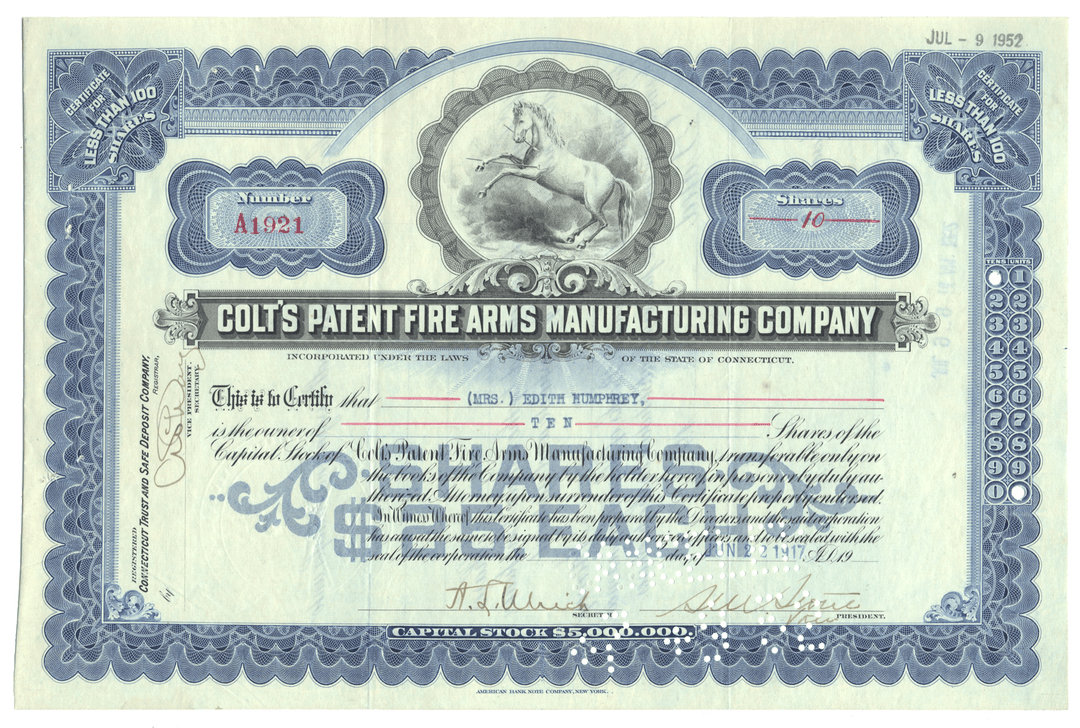 JUL - 9 1952
CERTIFICATE
FOR
LESS THAN 100
SHARES
CERTIFICATE
FOR
LESS THAN 100
SHARES
Number
A1921
Shares
10
TENS UNITS
1
2 2
3 3
4 4
5 5
6 6
7 7
8 8
9 9
0
COLT'S PATENT FIRE ARMS MANUFACTURING COMPANY
INCORPORATED UNDER THE LAWS OF THE STATE OF CONNECTICUT.
This is to Certify that (MRS.) EDITH HUMPHREY,
is the owner of TEN Shares of the
Capital Stock of Colt's Patent Fire Arms Manufacturing Company, transferable only on
the books of the Company by the holder hereof in person or by duly au-
thorized Attorney, upon surrender of this Certificate properly endorsed.
In Witness Whereof this Certificate has been prepared by the Directors, and the said corporation
has caused the same to be signed by its duly authorized officers and to be sealed with the
seal of the corporation the day of JUN 22 1917 A.D. 19
SHARES
$25 EACH
REGISTERED
CONNECTICUT TRUST AND SAFE DEPOSIT COMPANY,
REGISTRAR,
by
VICE PRESIDENT.
SECRETARY.
A. L. Ulrich
SECRETARY
PRESIDENT.
CAPITAL STOCK $5,000,000.
AMERICAN BANK NOTE COMPANY, NEW YORK.